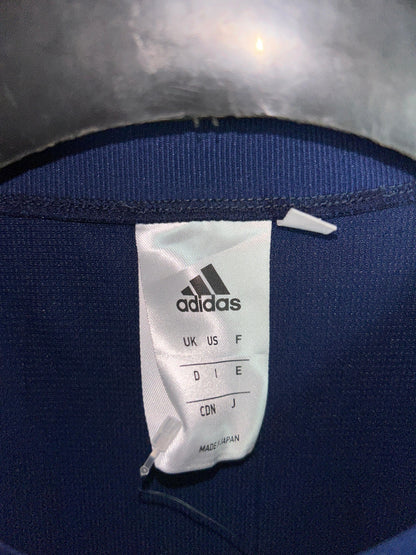 adidas
UK US F
D I E
CDN J
MADE IN JAPAN